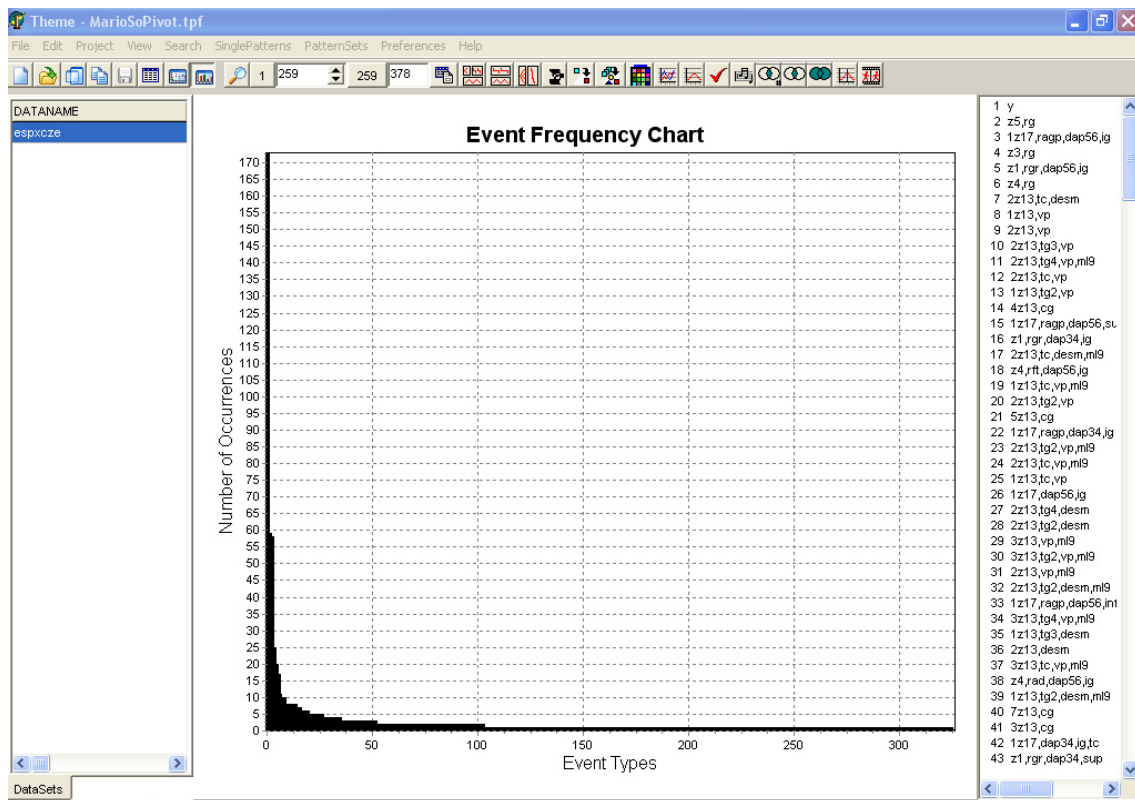 Theme - MarioSoPivot.tpf
File Edit Project View Search SinglePatterns PatternSets Preferences Help
1 259 259 378
DATANAME
espxcze
DataSets
Event Frequency Chart
Number of Occurrences
170
165
160
155
150
145
140
135
130
125
120
115
110
105
100
95
90
85
80
75
70
65
60
55
50
45
40
35
30
25
20
15
10
5
0
0 50 100 150 200 250 300
Event Types
1 y
2 z5,rg
3 1z17,ragp,dap56,ig
4 z3,rg
5 z1,rgr,dap56,ig
6 z4,rg
7 2z13,tc,desm
8 1z13,vp
9 2z13,vp
10 2z13,tg3,vp
11 2z13,tg4,vp,ml9
12 2z13,tc,vp
13 1z13,tg2,vp
14 4z13,cg
15 1z17,ragp,dap56,su
16 z1,rgr,dap34,ig
17 2z13,tc,desm,ml9
18 z4,rft,dap56,ig
19 1z13,tc,vp,ml9
20 2z13,tg2,vp
21 5z13,cg
22 1z17,ragp,dap34,ig
23 2z13,tg2,vp,ml9
24 2z13,tc,vp,ml9
25 1z13,tc,vp
26 1z17,dap56,ig
27 2z13,tg4,desm
28 2z13,tg2,desm
29 3z13,vp,ml9
30 3z13,tg2,vp,ml9
31 2z13,vp,ml9
32 2z13,tg2,desm,ml9
33 1z17,ragp,dap56,int
34 3z13,tg4,vp,ml9
35 1z13,tg3,desm
36 2z13,desm
37 3z13,tc,vp,ml9
38 z4,rad,dap56,ig
39 1z13,tg2,desm,ml9
40 7z13,cg
41 3z13,cg
42 1z17,dap34,ig,tc
43 z1,rgr,dap34,sup